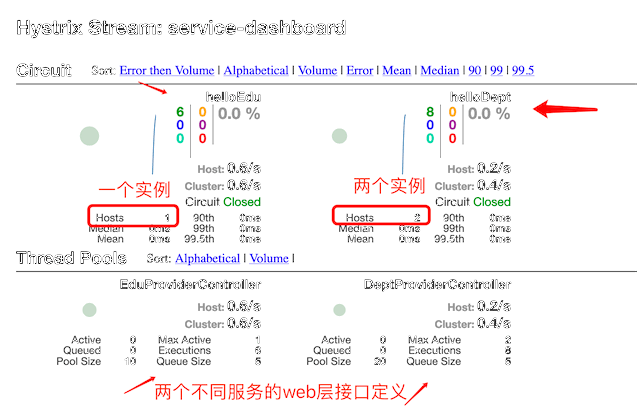 Hystrix Stream: service-dashboard
Circuit Sort: Error then Volume | Alphabetical | Volume | Error | Mean | Median | 90 | 99 | 99.5
helloEdu
6 0 0.0 %
0 0
0 0
Host: 0.6/s
Cluster: 0.6/s
Circuit Closed
Hosts 1 90th 0ms
Median 0ms 99th 0ms
Mean 0ms 99.5th 0ms
一个实例
helloDept
8 0 0.0 %
0 0
0 0
Host: 0.2/s
Cluster: 0.4/s
Circuit Closed
Hosts 2 90th 0ms
Median 0ms 99th 0ms
Mean 0ms 99.5th 0ms
两个实例
Thread Pools Sort: Alphabetical | Volume |
EduProviderController
Host: 0.6/s
Cluster: 0.6/s
Active 0 Max Active 1
Queued 0 Executions 6
Pool Size 10 Queue Size 5
DeptProviderController
Host: 0.2/s
Cluster: 0.4/s
Active 0 Max Active 2
Queued 0 Executions 8
Pool Size 20 Queue Size 5
两个不同服务的web层接口定义